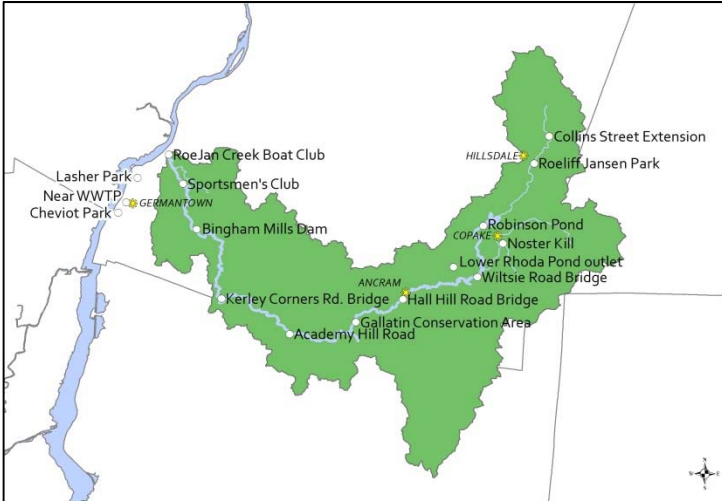 Collins Street Extension
HILLSDALE
Roeliff Jansen Park
RoeJan Creek Boat Club
Lasher Park
Sportsmen's Club
Near WWTP
GERMANTOWN
Cheviot Park
Bingham Mills Dam
Robinson Pond
COPAKE
Noster Kill
Lower Rhoda Pond outlet
Wiltsie Road Bridge
ANCRAM
Kerley Corners Rd. Bridge
Hall Hill Road Bridge
Gallatin Conservation Area
Academy Hill Road
N
W E
S